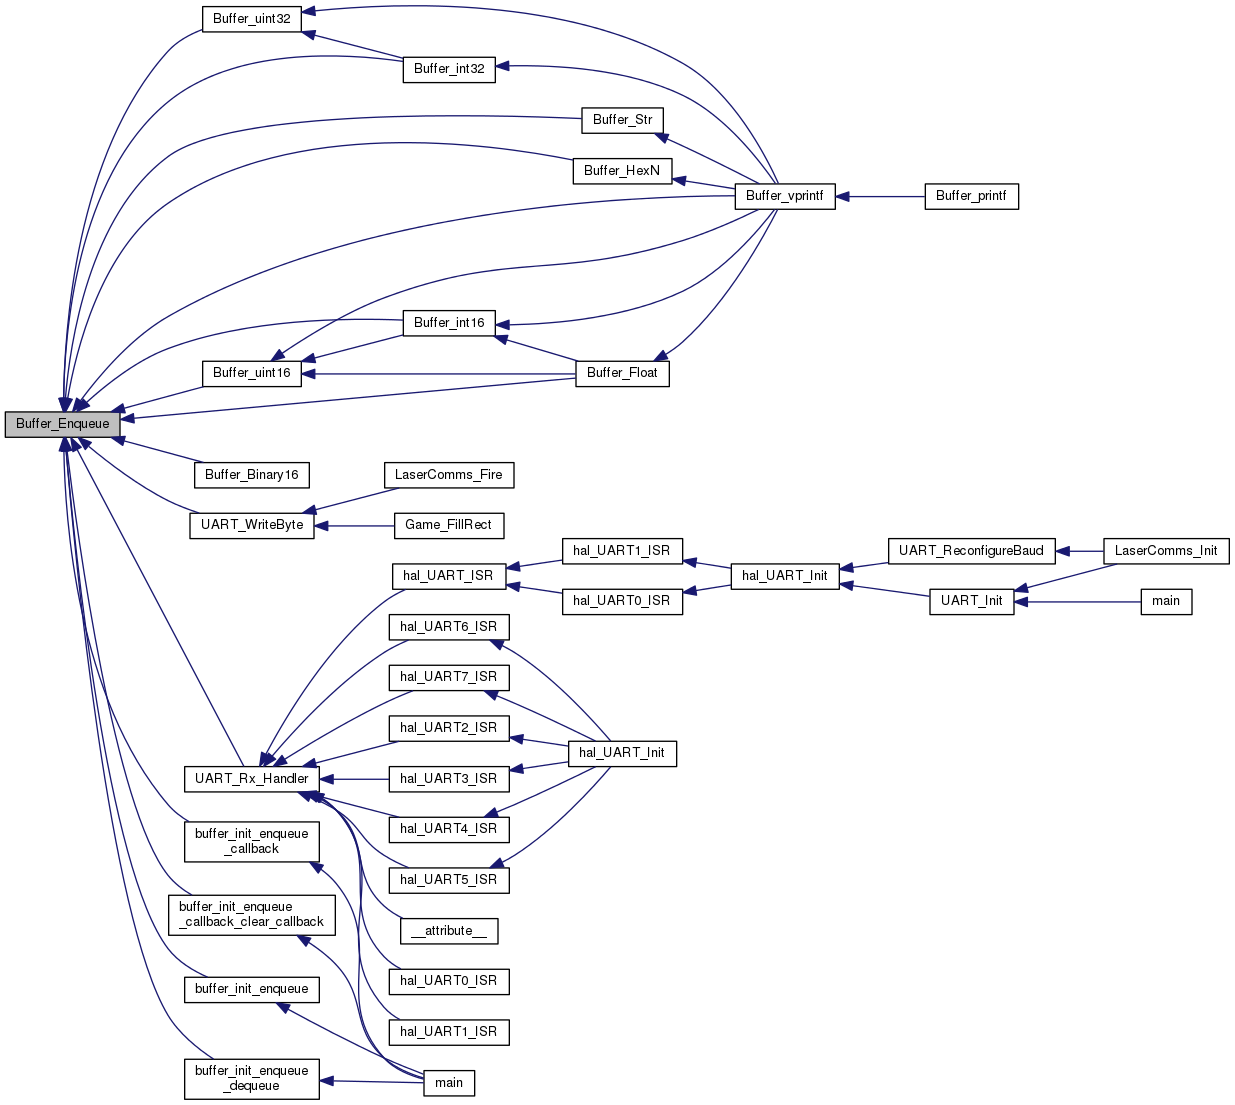 Buffer_uint32
Buffer_int32
Buffer_Str
Buffer_HexN
Buffer_vprintf
Buffer_printf
Buffer_int16
Buffer_uint16
Buffer_Float
Buffer_Enqueue
Buffer_Binary16
LaserComms_Fire
UART_WriteByte
Game_FillRect
hal_UART1_ISR
UART_ReconfigureBaud
LaserComms_Init
hal_UART_ISR
hal_UART_Init
hal_UART0_ISR
UART_Init
main
hal_UART6_ISR
hal_UART7_ISR
hal_UART2_ISR
hal_UART_Init
UART_Rx_Handler
hal_UART3_ISR
hal_UART4_ISR
buffer_init_enqueue
_callback
hal_UART5_ISR
buffer_init_enqueue
_callback_clear_callback
__attribute__
hal_UART0_ISR
buffer_init_enqueue
hal_UART1_ISR
buffer_init_enqueue
_dequeue
main